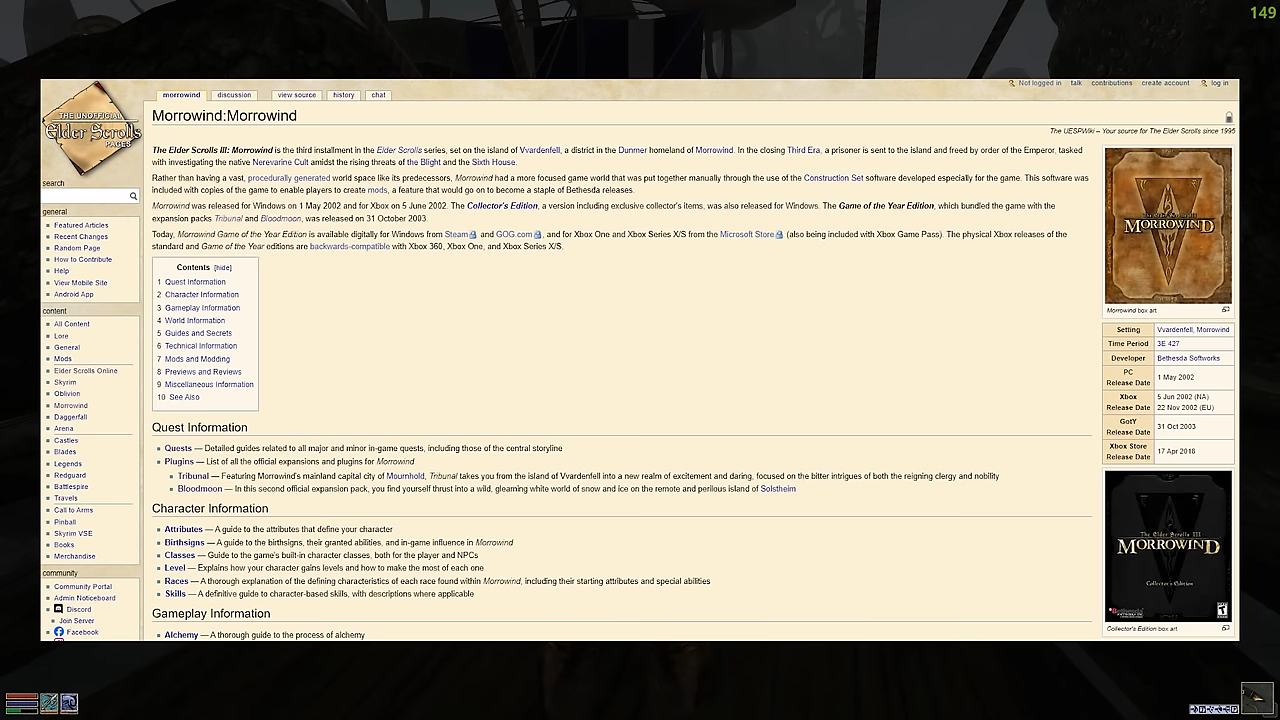 149
Not logged in talk contributions create account log in
morrowind discussion view source history chat
THE UNOFFICIAL
Elder Scrolls
PAGES
Morrowind:Morrowind
The UESPWiki – Your source for The Elder Scrolls since 1995
The Elder Scrolls III: Morrowind is the third installment in the Elder Scrolls series, set on the island of Vvardenfell, a district in the Dunmer homeland of Morrowind. In the closing Third Era, a prisoner is sent to the island and freed by order of the Emperor, tasked
with investigating the native Nerevarine Cult amidst the rising threats of the Blight and the Sixth House.
Rather than having a vast, procedurally generated world space like its predecessors, Morrowind had a more focused game world that was put together manually through the use of the Construction Set software developed especially for the game. This software was
included with copies of the game to enable players to create mods, a feature that would go on to become a staple of Bethesda releases.
Morrowind was released for Windows on 1 May 2002 and for Xbox on 5 June 2002. The Collector's Edition, a version including exclusive collector's items, was also released for Windows. The Game of the Year Edition, which bundled the game with the
expansion packs Tribunal and Bloodmoon, was released on 31 October 2003.
Today, Morrowind Game of the Year Edition is available digitally for Windows from Steam and GOG.com, and for Xbox One and Xbox Series X/S from the Microsoft Store (also being included with Xbox Game Pass). The physical Xbox releases of the
standard and Game of the Year editions are backwards-compatible with Xbox 360, Xbox One, and Xbox Series X/S.
search
general
Featured Articles
Recent Changes
Random Page
How to Contribute
Help
View Mobile Site
Android App
content
All Content
Lore
General
Mods
Elder Scrolls Online
Skyrim
Oblivion
Morrowind
Daggerfall
Arena
Castles
Blades
Legends
Redguard
Battlespire
Travels
Call to Arms
Pinball
Skyrim VSE
Books
Merchandise
community
Community Portal
Admin Noticeboard
Discord
Join Server
Facebook
Contents [hide]
1 Quest Information
2 Character Information
3 Gameplay Information
4 World Information
5 Guides and Secrets
6 Technical Information
7 Mods and Modding
8 Previews and Reviews
9 Miscellaneous Information
10 See Also
Quest Information
Quests — Detailed guides related to all major and minor in-game quests, including those of the central storyline
Plugins — List of all the official expansions and plugins for Morrowind
Tribunal — Featuring Morrowind's mainland capital city of Mournhold, Tribunal takes you from the island of Vvardenfell into a new realm of excitement and daring, focused on the bitter intrigues of both the reigning clergy and nobility
Bloodmoon — In this second official expansion pack, you find yourself thrust into a wild, gleaming white world of snow and ice on the remote and perilous island of Solstheim
Character Information
Attributes — A guide to the attributes that define your character
Birthsigns — A guide to the birthsigns, their granted abilities, and in-game influence in Morrowind
Classes — Guide to the game's built-in character classes, both for the player and NPCs
Level — Explains how your character gains levels and how to make the most of each one
Races — A thorough explanation of the defining characteristics of each race found within Morrowind, including their starting attributes and special abilities
Skills — A definitive guide to character-based skills, with descriptions where applicable
Gameplay Information
Alchemy — A thorough guide to the process of alchemy
The Elder Scrolls III
MORROWIND
Morrowind box art
Setting Vvardenfell, Morrowind
Time Period 3E 427
Developer Bethesda Softworks
PC
Release Date 1 May 2002
Xbox
Release Date 5 Jun 2002 (NA)
22 Nov 2002 (EU)
GotY
Release Date 31 Oct 2003
Xbox Store
Release Date 17 Apr 2018
The Elder Scrolls III
MORROWIND
Collector's Edition
Bethesda
T
Collector's Edition box art